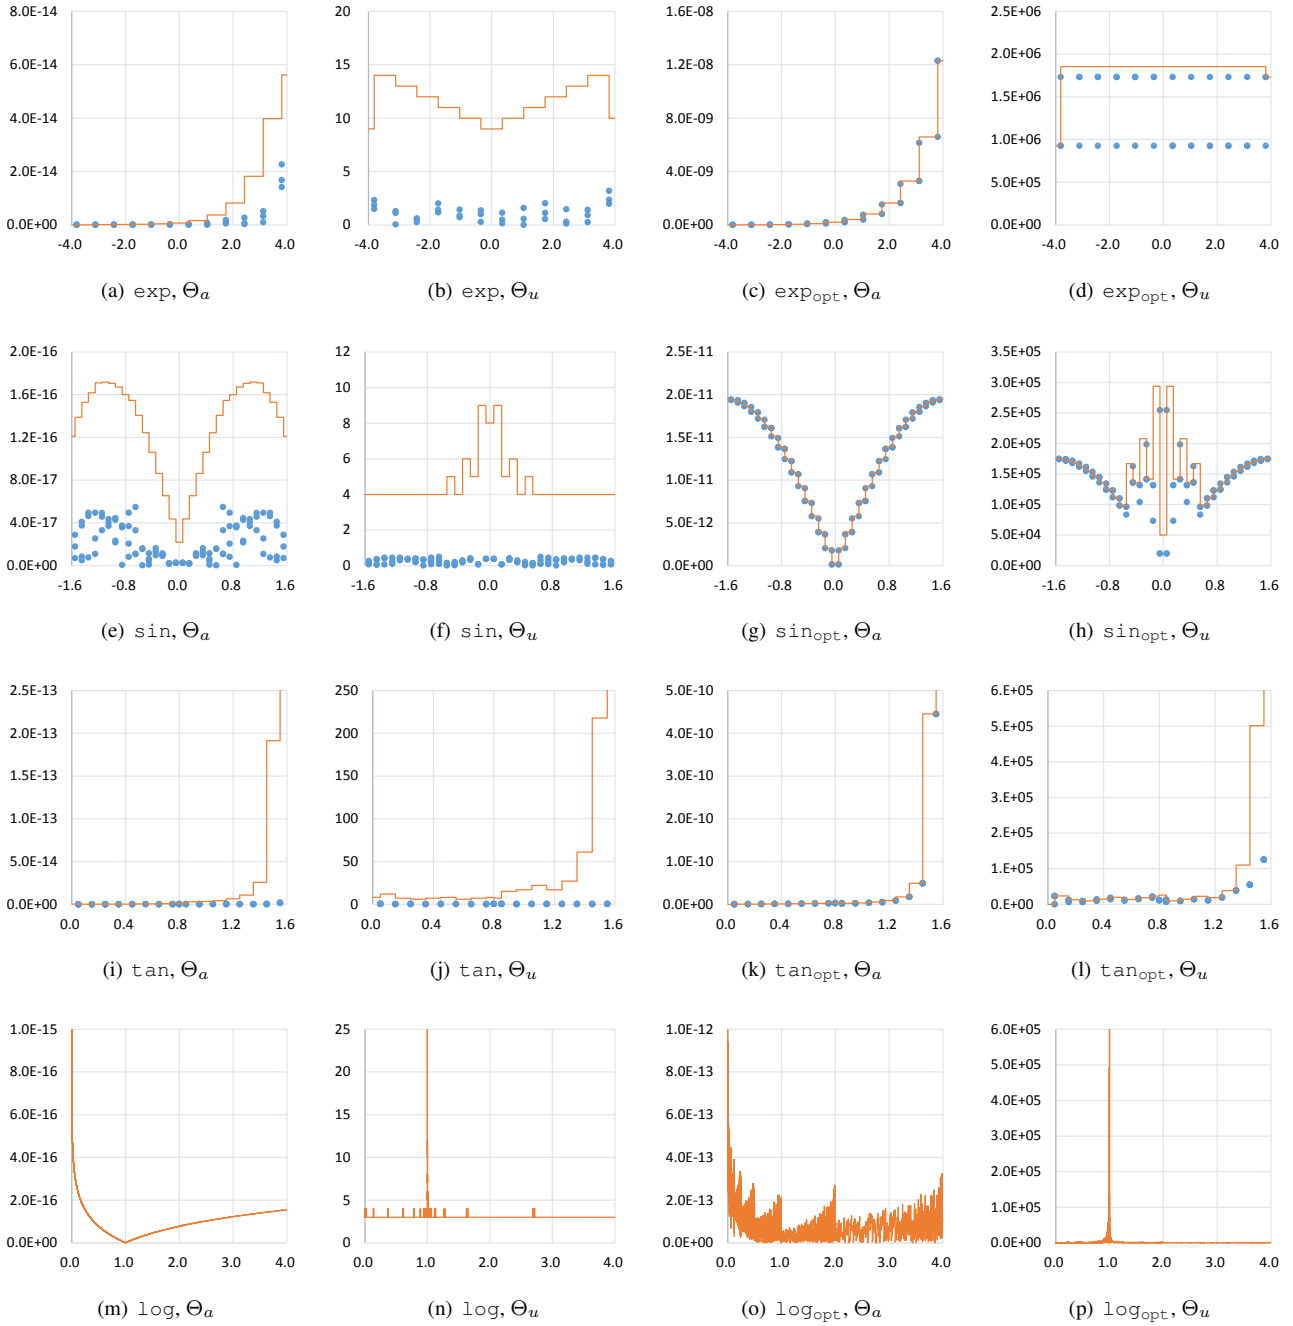 8.0E-14 6.0E-14 4.0E-14 2.0E-14 0.0E+00
-4.0 -2.0 0.0 2.0 4.0
(a) exp, Θa
20 15 10 5 0
-4.0 -2.0 0.0 2.0 4.0
(b) exp, Θu
1.6E-08 1.2E-08 8.0E-09 4.0E-09 0.0E+00
-4.0 -2.0 0.0 2.0 4.0
(c) expopt, Θa
2.5E+06 2.0E+06 1.5E+06 1.0E+06 5.0E+05 0.0E+00
-4.0 -2.0 0.0 2.0 4.0
(d) expopt, Θu
2.0E-16 1.6E-16 1.2E-16 8.0E-17 4.0E-17 0.0E+00
-1.6 -0.8 0.0 0.8 1.6
(e) sin, Θa
12 10 8 6 4 2 0
-1.6 -0.8 0.0 0.8 1.6
(f) sin, Θu
2.5E-11 2.0E-11 1.5E-11 1.0E-11 5.0E-12 0.0E+00
-1.6 -0.8 0.0 0.8 1.6
(g) sinopt, Θa
3.5E+05 3.0E+05 2.5E+05 2.0E+05 1.5E+05 1.0E+05 5.0E+04 0.0E+00
-1.6 -0.8 0.0 0.8 1.6
(h) sinopt, Θu
2.5E-13 2.0E-13 1.5E-13 1.0E-13 5.0E-14 0.0E+00
0.0 0.4 0.8 1.2 1.6
(i) tan, Θa
250 200 150 100 50 0
0.0 0.4 0.8 1.2 1.6
(j) tan, Θu
5.0E-10 4.0E-10 3.0E-10 2.0E-10 1.0E-10 0.0E+00
0.0 0.4 0.8 1.2 1.6
(k) tanopt, Θa
6.E+05 5.E+05 4.E+05 3.E+05 2.E+05 1.E+05 0.E+00
0.0 0.4 0.8 1.2 1.6
(l) tanopt, Θu
1.0E-15 8.0E-16 6.0E-16 4.0E-16 2.0E-16 0.0E+00
0.0 1.0 2.0 3.0 4.0
(m) log, Θa
25 20 15 10 5 0
0.0 1.0 2.0 3.0 4.0
(n) log, Θu
1.0E-12 8.0E-13 6.0E-13 4.0E-13 2.0E-13 0.0E+00
0.0 1.0 2.0 3.0 4.0
(o) logopt, Θa
6.0E+05 5.0E+05 4.0E+05 3.0E+05 2.0E+05 1.0E+05 0.0E+00
0.0 1.0 2.0 3.0 4.0
(p) logopt, Θu